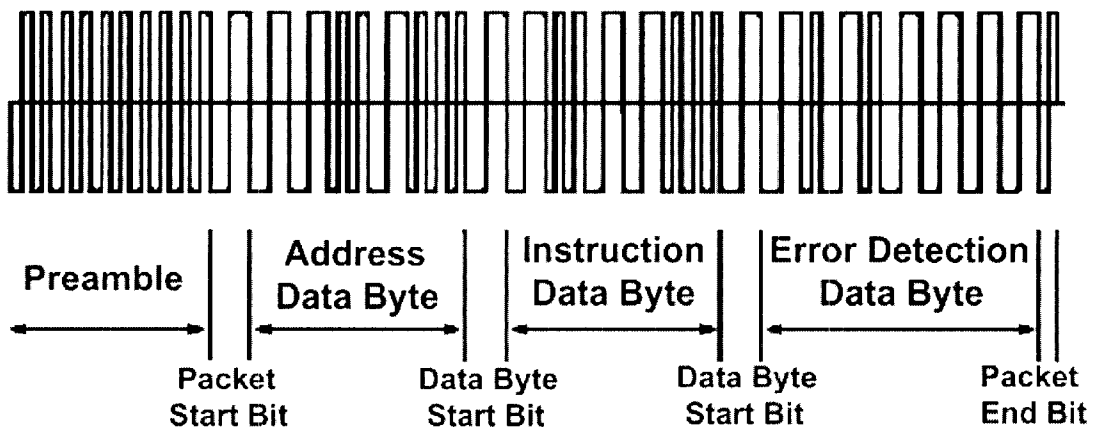 Preamble
Address
Data Byte
Instruction
Data Byte
Error Detection
Data Byte
Packet
Start Bit
Data Byte
Start Bit
Data Byte
Start Bit
Packet
End Bit